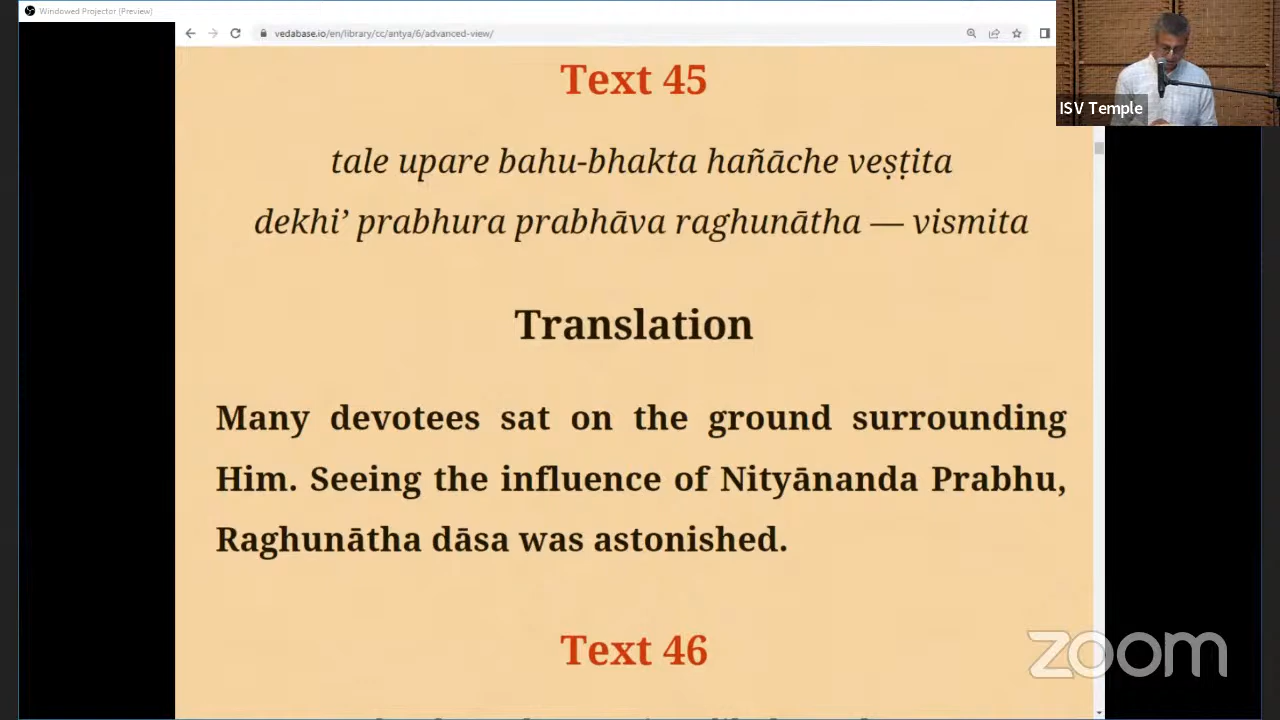 Windowed Projector [Preview]
vedabase.io/en/library/cc/antya/6/advanced-view/
ISV Temple
Text 45
tale upare bahu-bhakta hañāche veṣṭita
dekhi’ prabhura prabhāva raghunātha — vismita
Translation
Many devotees sat on the ground surrounding
Him. Seeing the influence of Nityānanda Prabhu,
Raghunātha dāsa was astonished.
Text 46
zoom